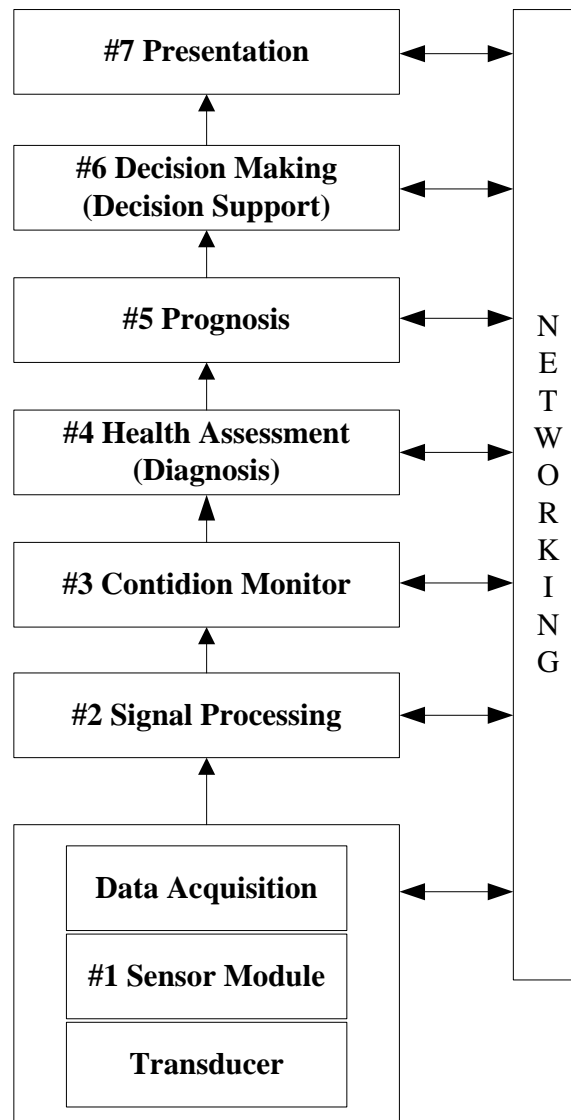 #7 Presentation
#6 Decision Making
(Decision Support)
#5 Prognosis
#4 Health Assessment
(Diagnosis)
#3 Contidion Monitor
#2 Signal Processing
Data Acquisition
#1 Sensor Module
Transducer
N
E
T
W
O
R
K
I
N
G